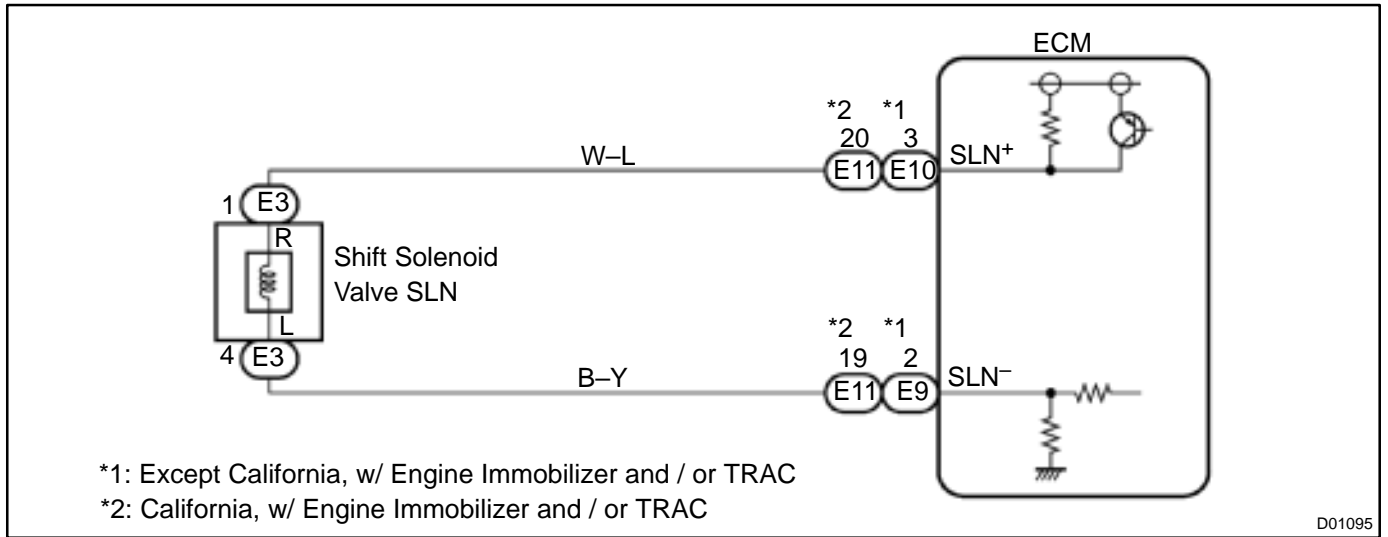 ECM
*2 *1
20 3
W–L
E11 E10
SLN+
1 E3
R
Shift Solenoid
Valve SLN
L
4 E3
*2 *1
19 2
B–Y
E11 E9
SLN–
*1: Except California, w/ Engine Immobilizer and / or TRAC
*2: California, w/ Engine Immobilizer and / or TRAC
D01095